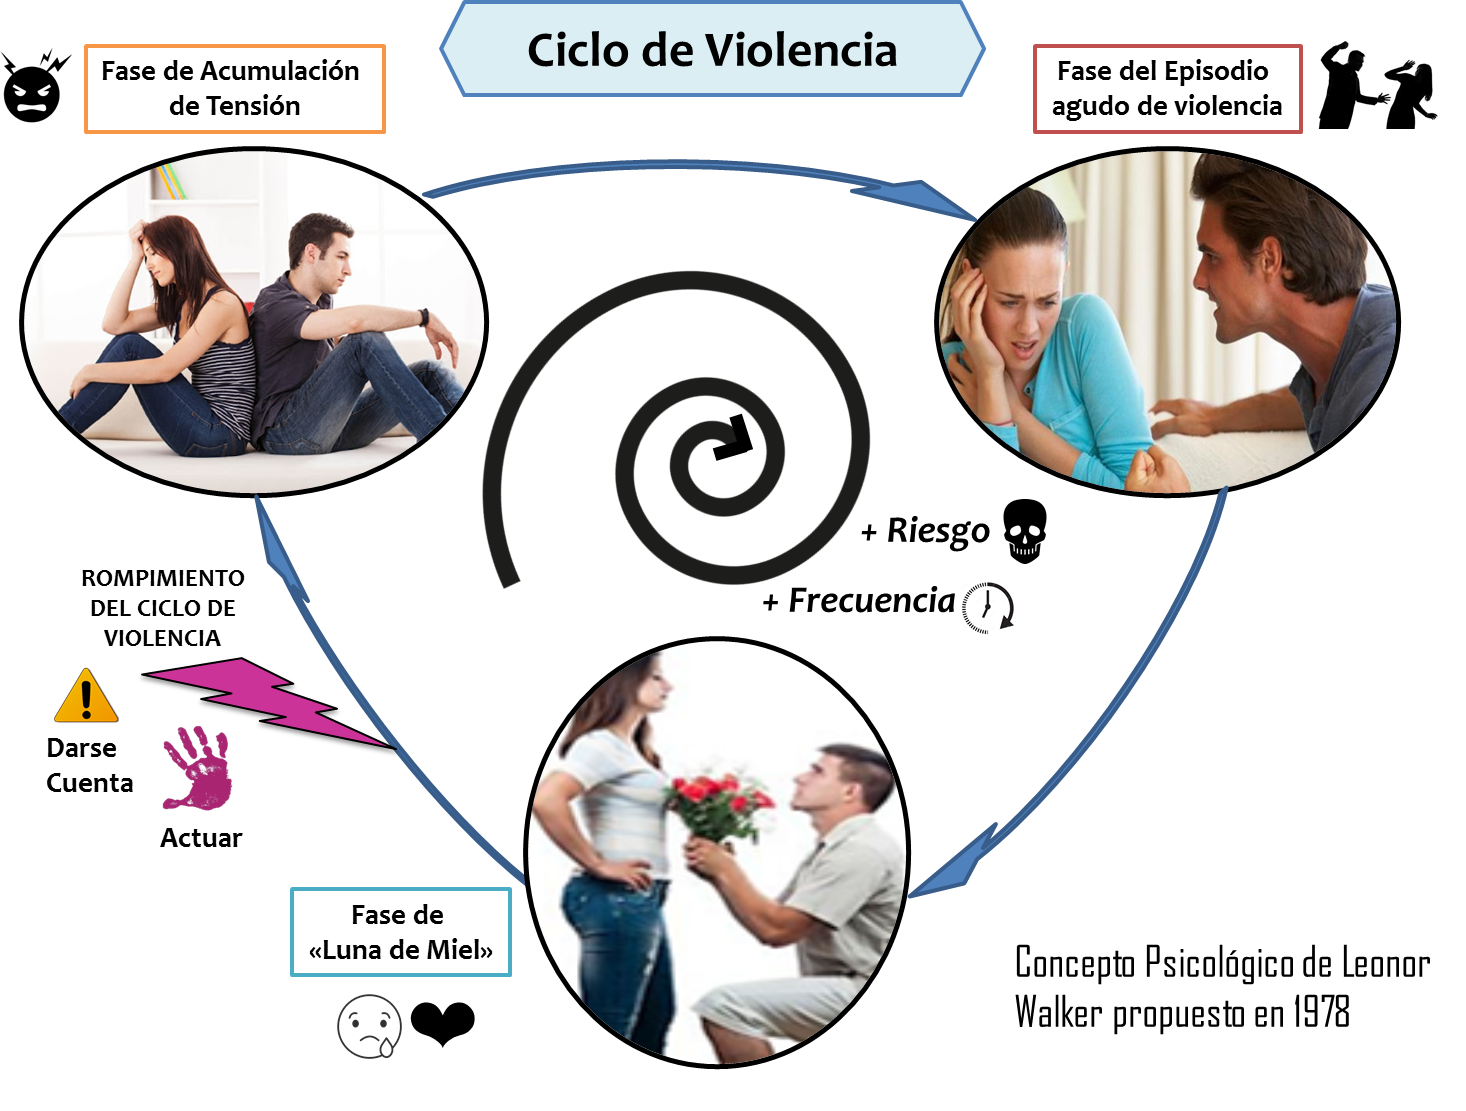 Ciclo de Violencia
Fase de Acumulación
de Tensión
Fase del Episodio
agudo de violencia
+ Riesgo
+ Frecuencia
ROMPIMIENTO
DEL CICLO DE
VIOLENCIA
Darse
Cuenta
Actuar
Fase de
«Luna de Miel»
Concepto Psicológico de Leonor
Walker propuesto en 1978